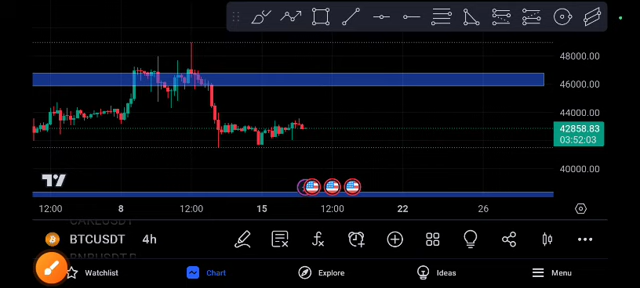 48000.00
46000.00
44000.00
42858.83
03:52:03
40000.00
12:00 8 12:00 15 12:00 22 26
BTCUSDT 4h
Watchlist Chart Explore Ideas Menu